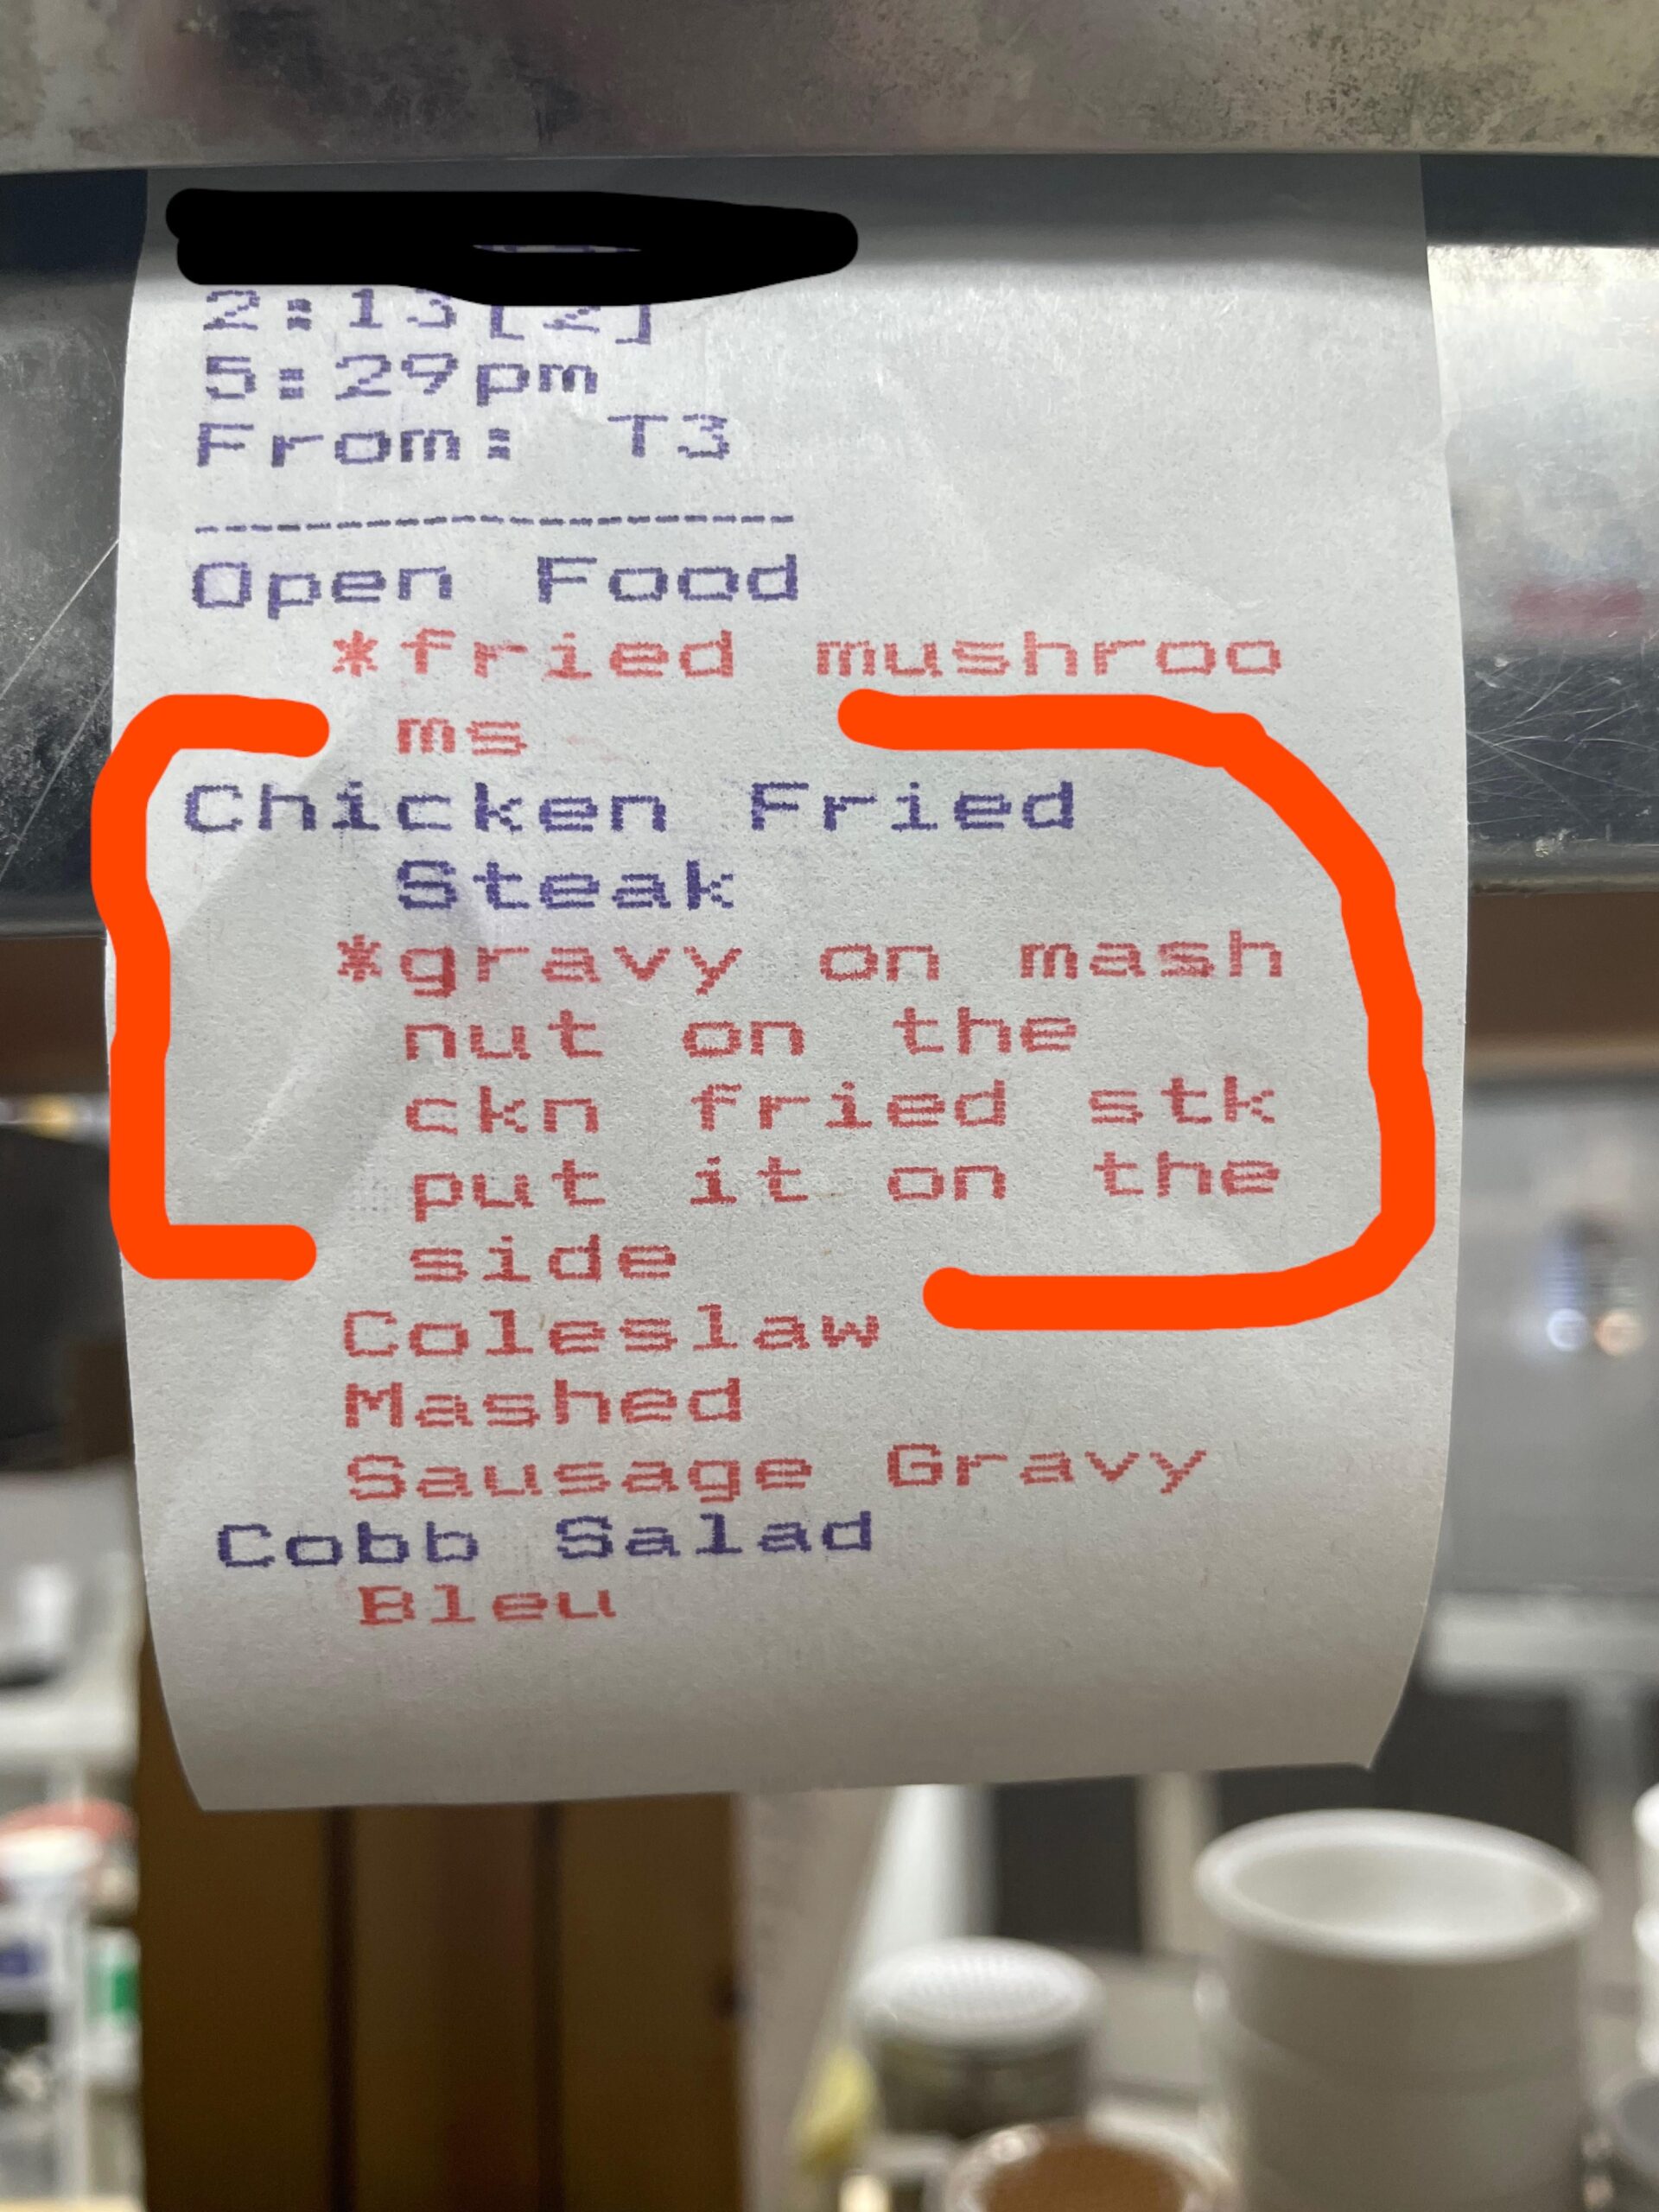 2:13[2]
5:29pm
From: T3
Open Food
*fried mushroo
ms
Chicken Fried
Steak
*gravy on mash
nut on the
ckn fried stk
put it on the
side
Coleslaw
Mashed
Sausage Gravy
Cobb Salad
Bleu